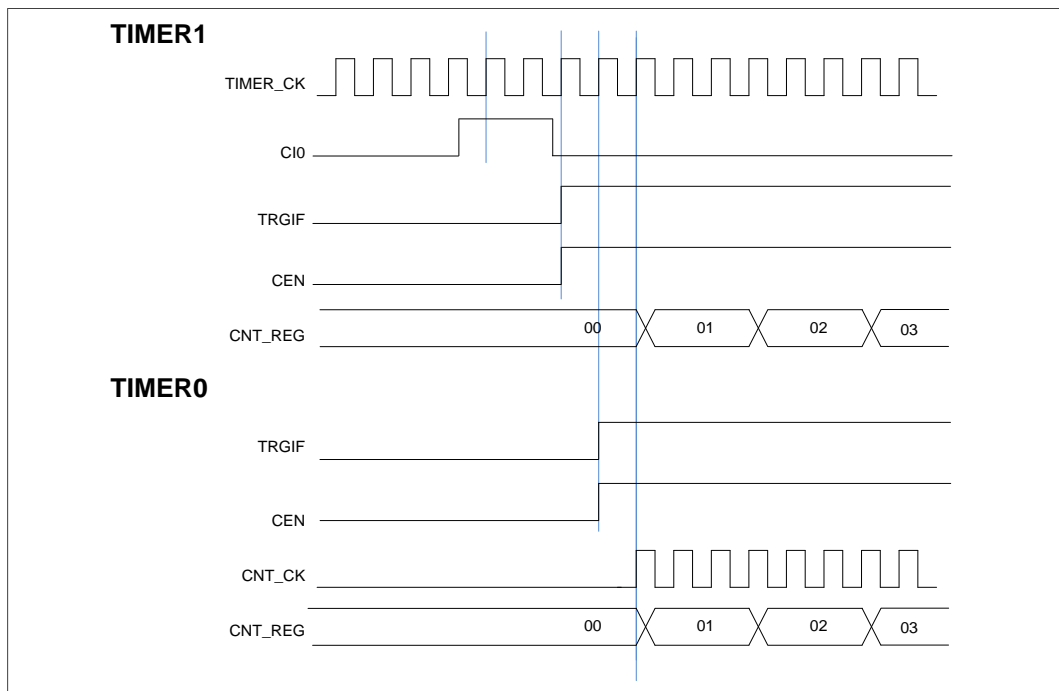 TIMER1
TIMER_CK
CI0
TRGIF
CEN
CNT_REG 00 01 02 03
TIMER0
TRGIF
CEN
CNT_CK
CNT_REG 00 01 02 03